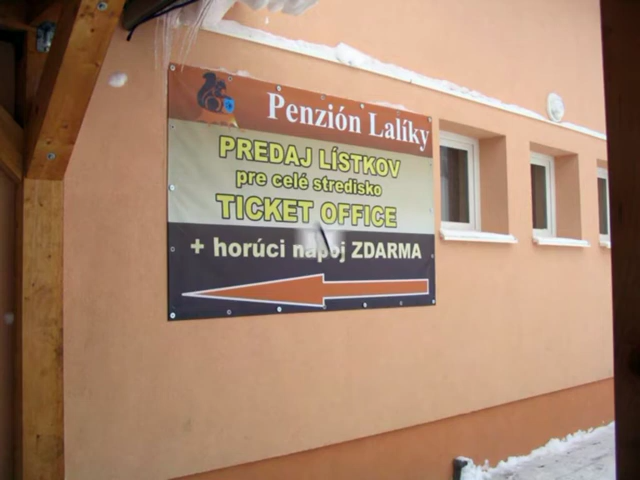 Penzión Lalíky
PREDAJ LÍSTKOV
pre celé stredisko
TICKET OFFICE
+ horúci nápoj ZDARMA